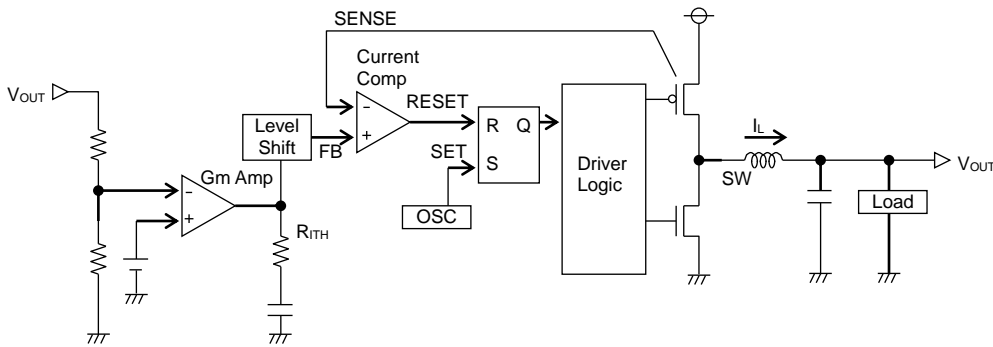 SENSE
Current
Comp
VOUT
Level
Shift
-
+
RESET
FB
SET
R Q
S
Driver
Logic
IL
SW
VOUT
Gm Amp
-
+
RITH
OSC
Load